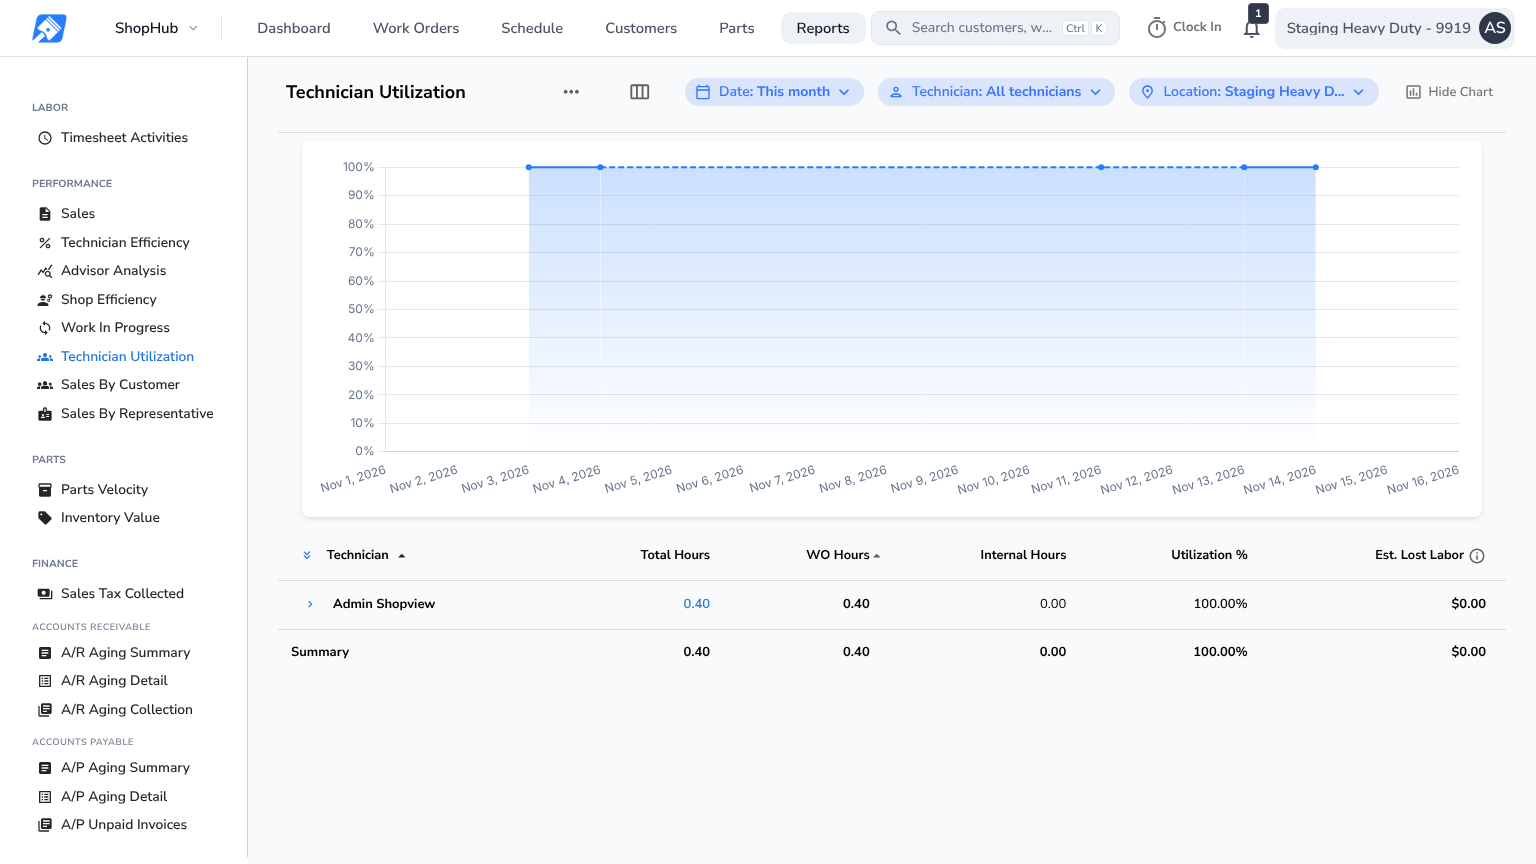 ShopHub
Dashboard
Work Orders
Schedule
Customers
Parts
Reports
Search customers, w...
Ctrl
K
Clock In
1
Staging Heavy Duty - 9919
AS
LABOR
Timesheet Activities
PERFORMANCE
Sales
Technician Efficiency
Advisor Analysis
Shop Efficiency
Work In Progress
Technician Utilization
Sales By Customer
Sales By Representative
PARTS
Parts Velocity
Inventory Value
FINANCE
Sales Tax Collected
ACCOUNTS RECEIVABLE
A/R Aging Summary
A/R Aging Detail
A/R Aging Collection
ACCOUNTS PAYABLE
A/P Aging Summary
A/P Aging Detail
A/P Unpaid Invoices
Technician Utilization
Date: This month
Technician: All technicians
Location: Staging Heavy D...
Hide Chart
100%
90%
80%
70%
60%
50%
40%
30%
20%
10%
0%
Nov 1, 2026
Nov 2, 2026
Nov 3, 2026
Nov 4, 2026
Nov 5, 2026
Nov 6, 2026
Nov 7, 2026
Nov 8, 2026
Nov 9, 2026
Nov 10, 2026
Nov 11, 2026
Nov 12, 2026
Nov 13, 2026
Nov 14, 2026
Nov 15, 2026
Nov 16, 2026
Technician Total Hours WO Hours Internal Hours Utilization % Est. Lost Labor
Admin Shopview 0.40 0.40 0.00 100.00% $0.00
Summary 0.40 0.40 0.00 100.00% $0.00